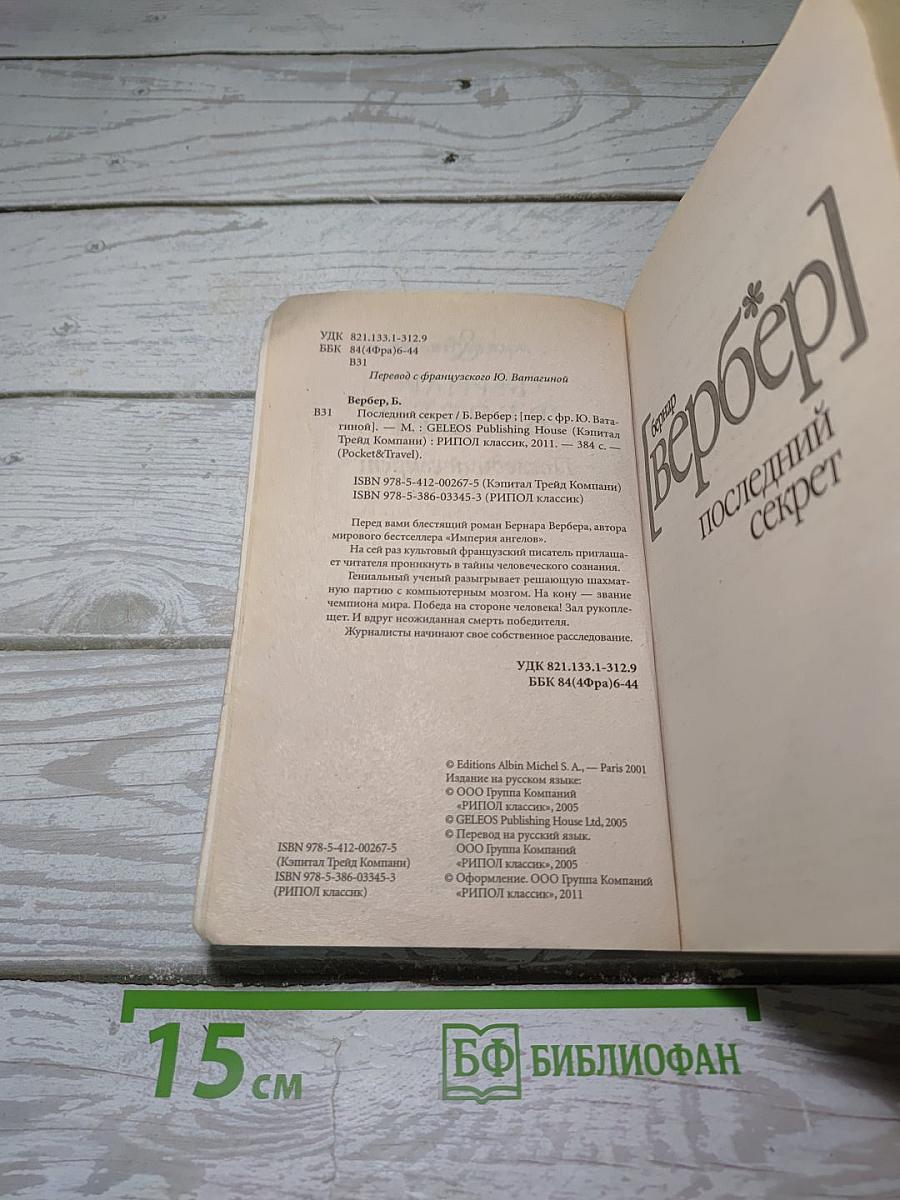 УДК 821.133.1-312.9
ББК 84(4Фра)6-44
В31
Перевод с французского Ю. Ватагиной
Вербер, Б.
В31 Последний секрет / Б. Вербер ; [пер. с фр. Ю. Вата-
гиной]. — М. : GELEOS Publishing House (Кэпитал
Трейд Компани) : РИПОЛ классик, 2011. — 384 с. —
(Pocket&Travel).
ISBN 978-5-412-00267-5 (Кэпитал Трейд Компани)
ISBN 978-5-386-03345-3 (РИПОЛ классик)
Перед вами блестящий роман Бернара Вербера, автора
мирового бестселлера «Империя ангелов».
На сей раз культовый французский писатель приглаша-
ет читателя проникнуть в тайны человеческого сознания.
Гениальный ученый разыгрывает решающую шахмат-
ную партию с компьютерным мозгом. На кону — звание
чемпиона мира. Победа на стороне человека! Зал рукопле-
щет. И вдруг неожиданная смерть победителя.
Журналисты начинают свое собственное расследование.
УДК 821.133.1-312.9
ББК 84(4Фра)6-44
© Editions Albin Michel S. A., — Paris 2001
Издание на русском языке:
© ООО Группа Компаний
«РИПОЛ классик», 2005
© GELEOS Publishing House Ltd, 2005
© Перевод на русский язык.
ООО Группа Компаний
«РИПОЛ классик», 2005
© Оформление. ООО Группа Компаний
«РИПОЛ классик», 2011
ISBN 978-5-412-00267-5
(Кэпитал Трейд Компани)
ISBN 978-5-386-03345-3
(РИПОЛ классик)
[бернар
вербер]
последний
секрет
15 см
БФ БИБЛИОФАН